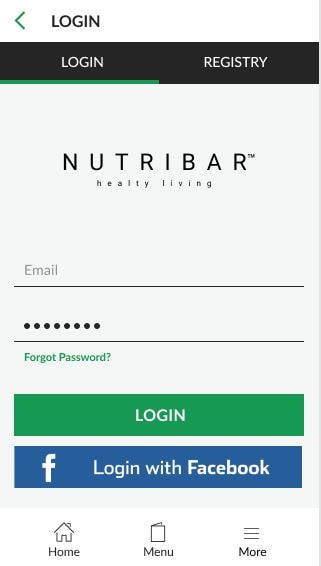 LOGIN
LOGIN REGISTRY
NUTRIBAR™
healty living
Email
Forgot Password?
LOGIN
f Login with Facebook
Home Menu More